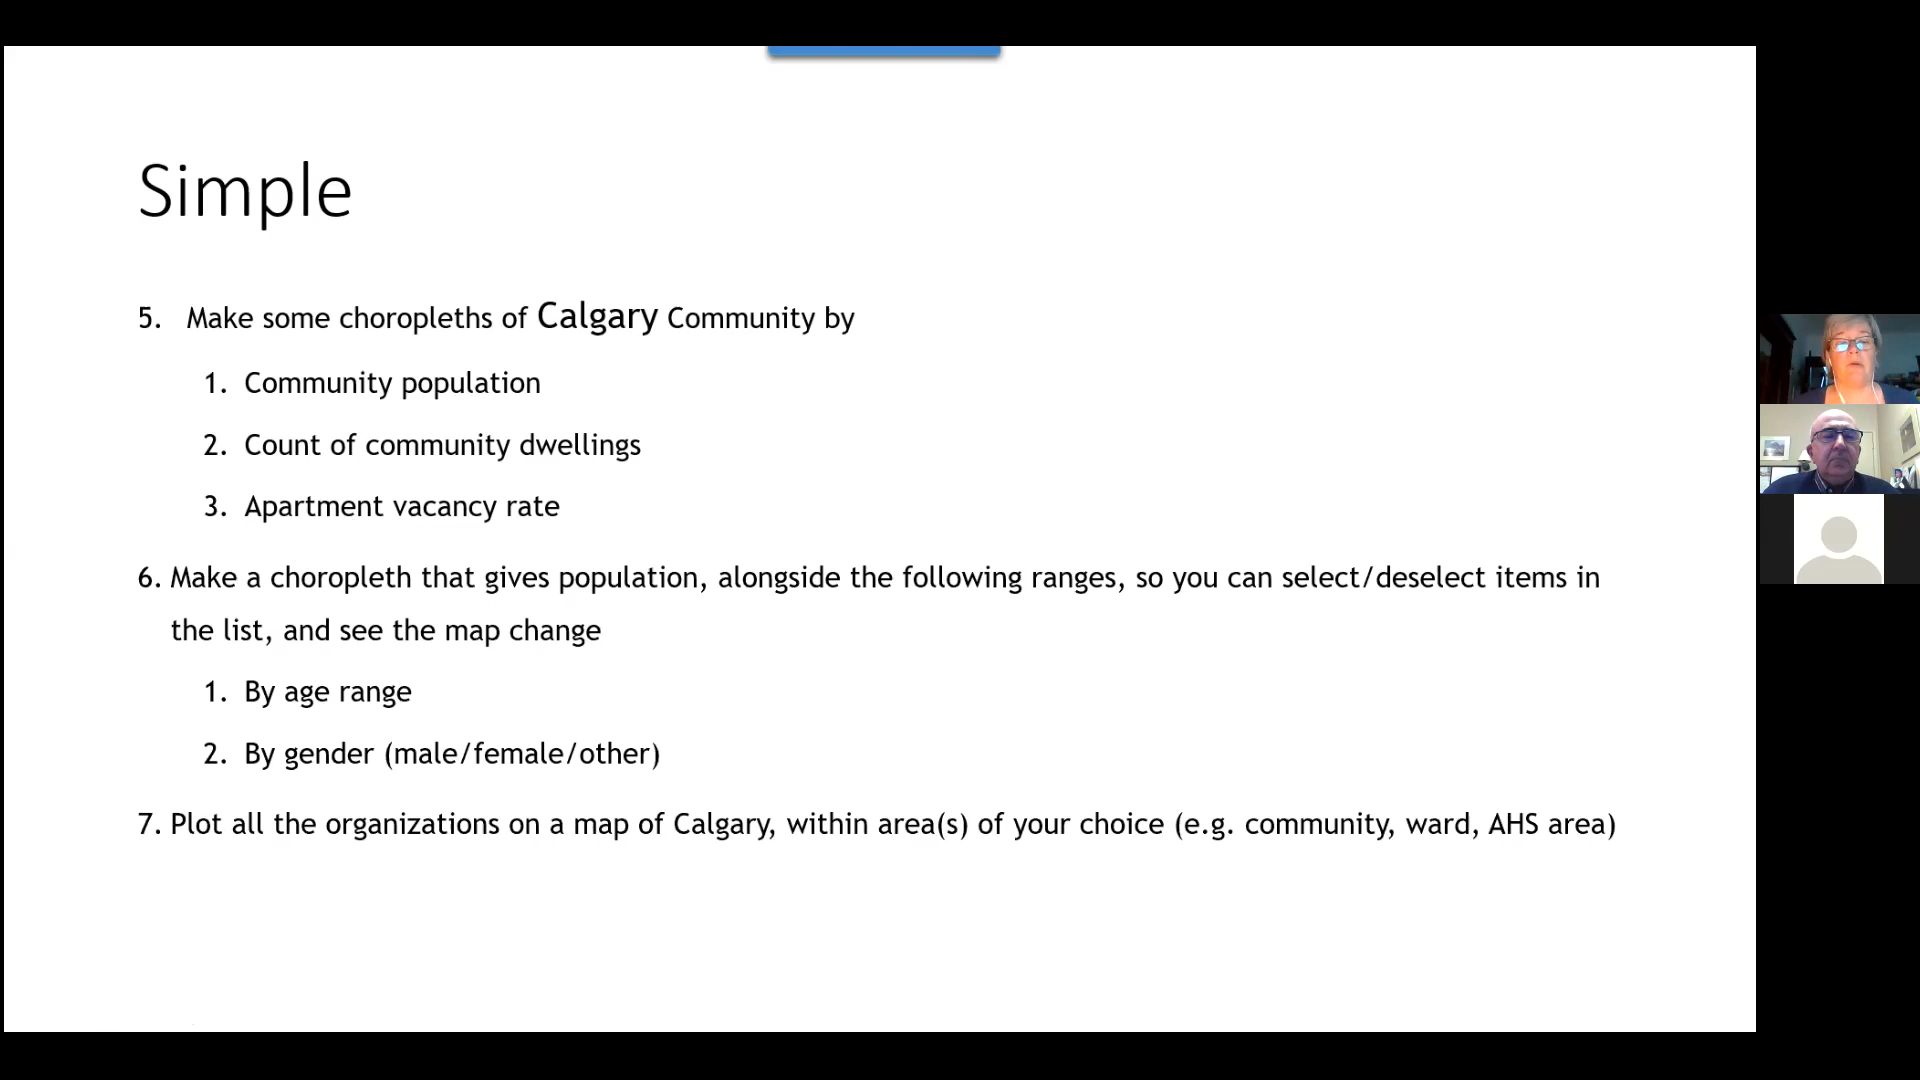 Simple
5. Make some choropleths of Calgary Community by
1. Community population
2. Count of community dwellings
3. Apartment vacancy rate
6. Make a choropleth that gives population, alongside the following ranges, so you can select/deselect items in
the list, and see the map change
1. By age range
2. By gender (male/female/other)
7. Plot all the organizations on a map of Calgary, within area(s) of your choice (e.g. community, ward, AHS area)